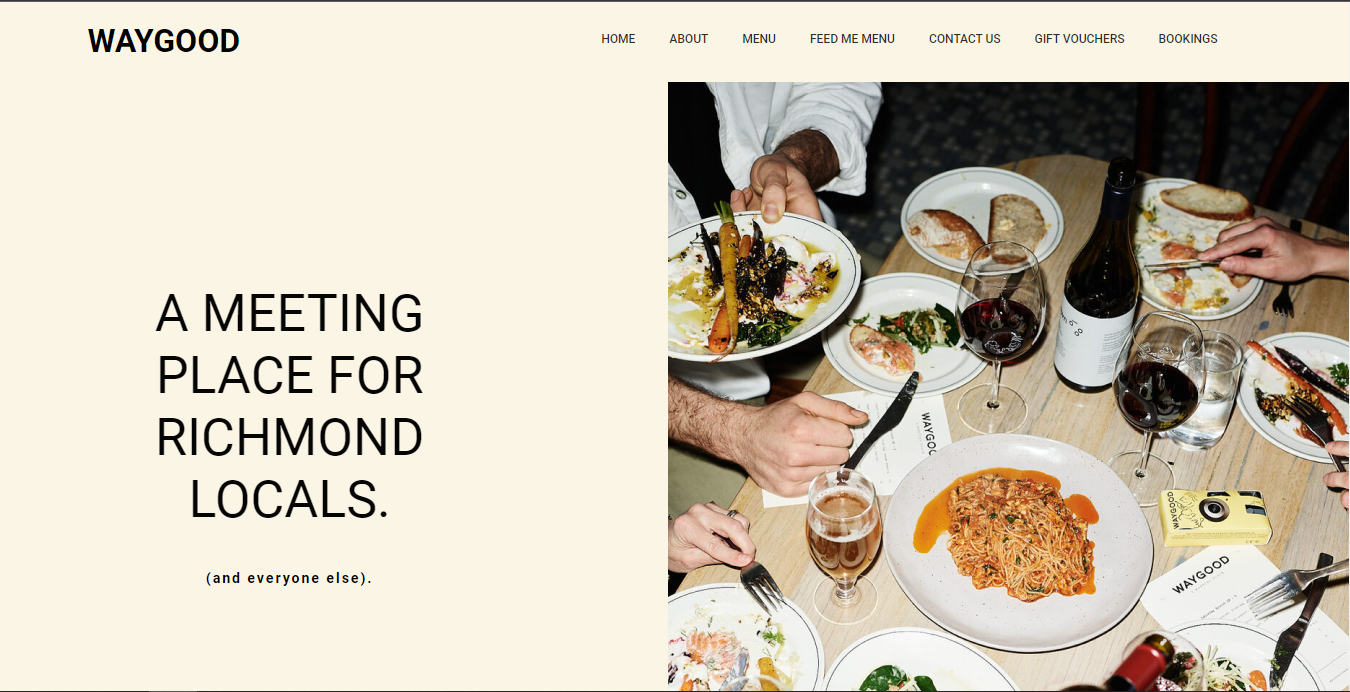 WAYGOOD
HOME ABOUT MENU FEED ME MENU CONTACT US GIFT VOUCHERS BOOKINGS
A MEETING
PLACE FOR
RICHMOND
LOCALS.
(and everyone else).
WAYGOOD
WAYGOOD
WAYGOOD